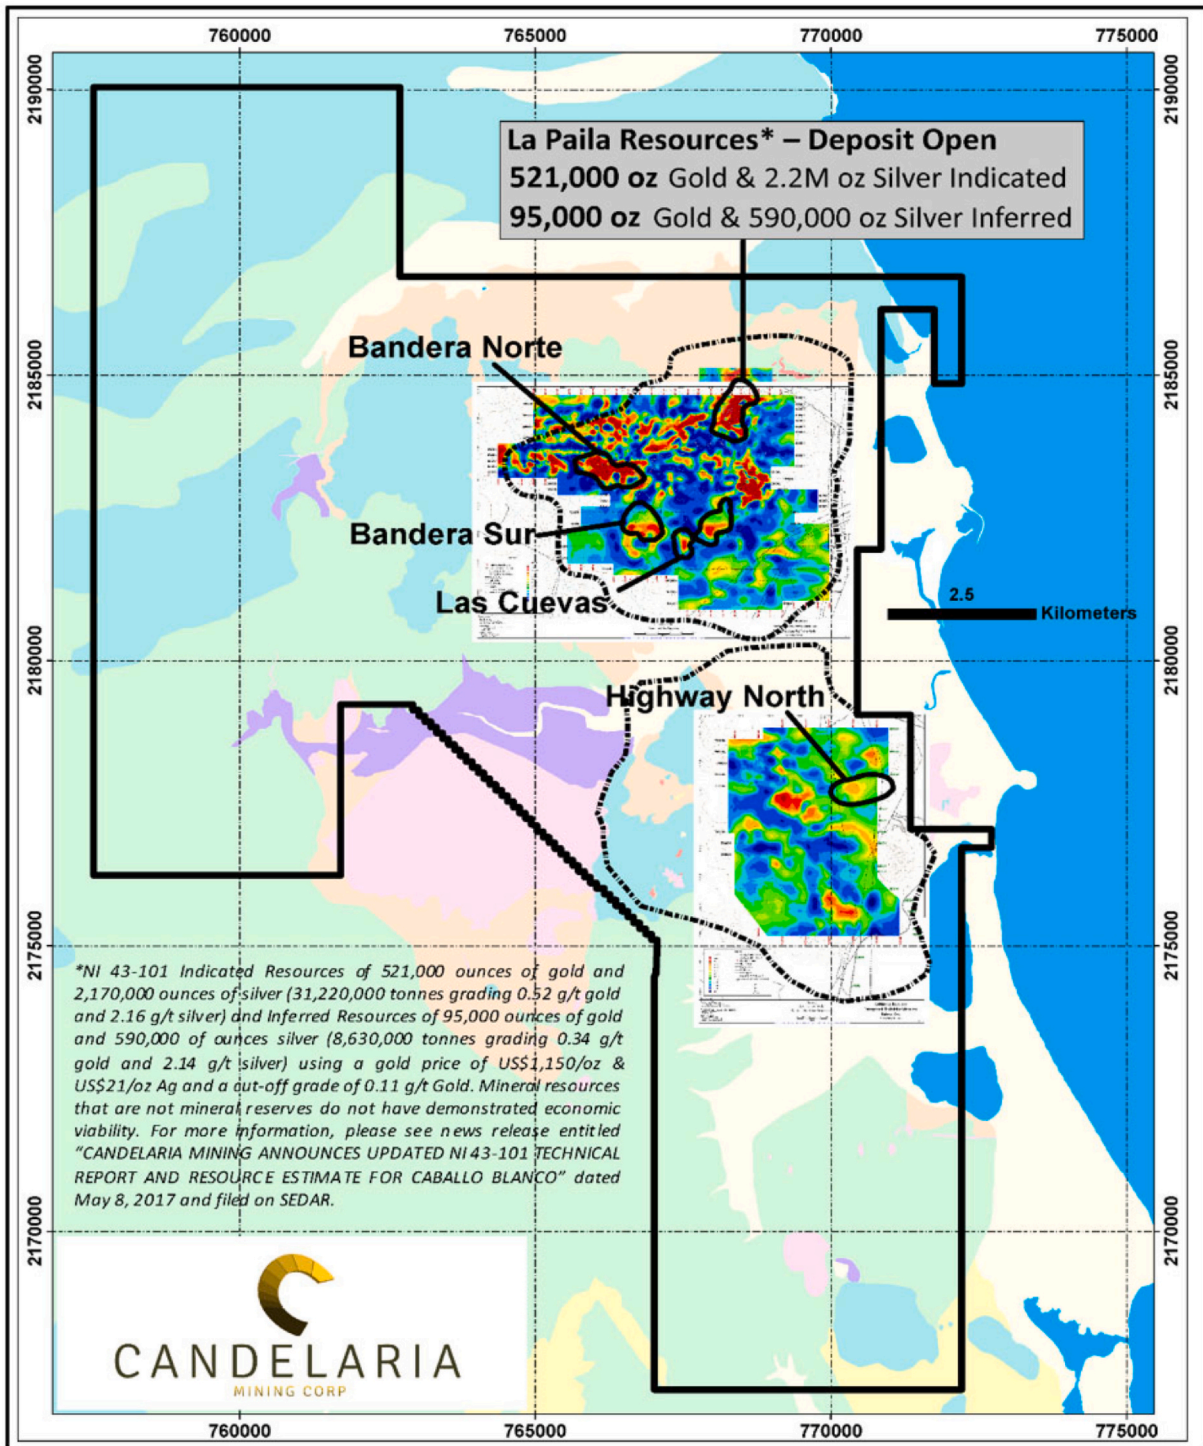 760000
765000
770000
775000
2190000
2190000
La Paila Resources* – Deposit Open
521,000 oz Gold & 2.2M oz Silver Indicated
95,000 oz Gold & 590,000 oz Silver Inferred
Bandera Norte
2185000
2185000
Bandera Sur
Las Cuevas
2.5
Kilometers
2180000
2180000
Highway North
2175000
2175000
*NI 43-101 Indicated Resources of 521,000 ounces of gold and
2,170,000 ounces of silver (31,220,000 tonnes grading 0.52 g/t gold
and 2.16 g/t silver) and Inferred Resources of 95,000 ounces of gold
and 590,000 of ounces silver (8,630,000 tonnes grading 0.34 g/t
gold and 2.14 g/t silver) using a gold price of US$1,150/oz &
US$21/oz Ag and a cut-off grade of 0.11 g/t Gold. Mineral resources
that are not mineral reserves do not have demonstrated economic
viability. For more information, please see news release entitled
“CANDELARIA MINING ANNOUNCES UPDATED NI 43-101 TECHNICAL
REPORT AND RESOURCE ESTIMATE FOR CABALLO BLANCO” dated
May 8, 2017 and filed on SEDAR.
2170000
2170000
CANDELARIA
MINING CORP
760000
765000
770000
775000